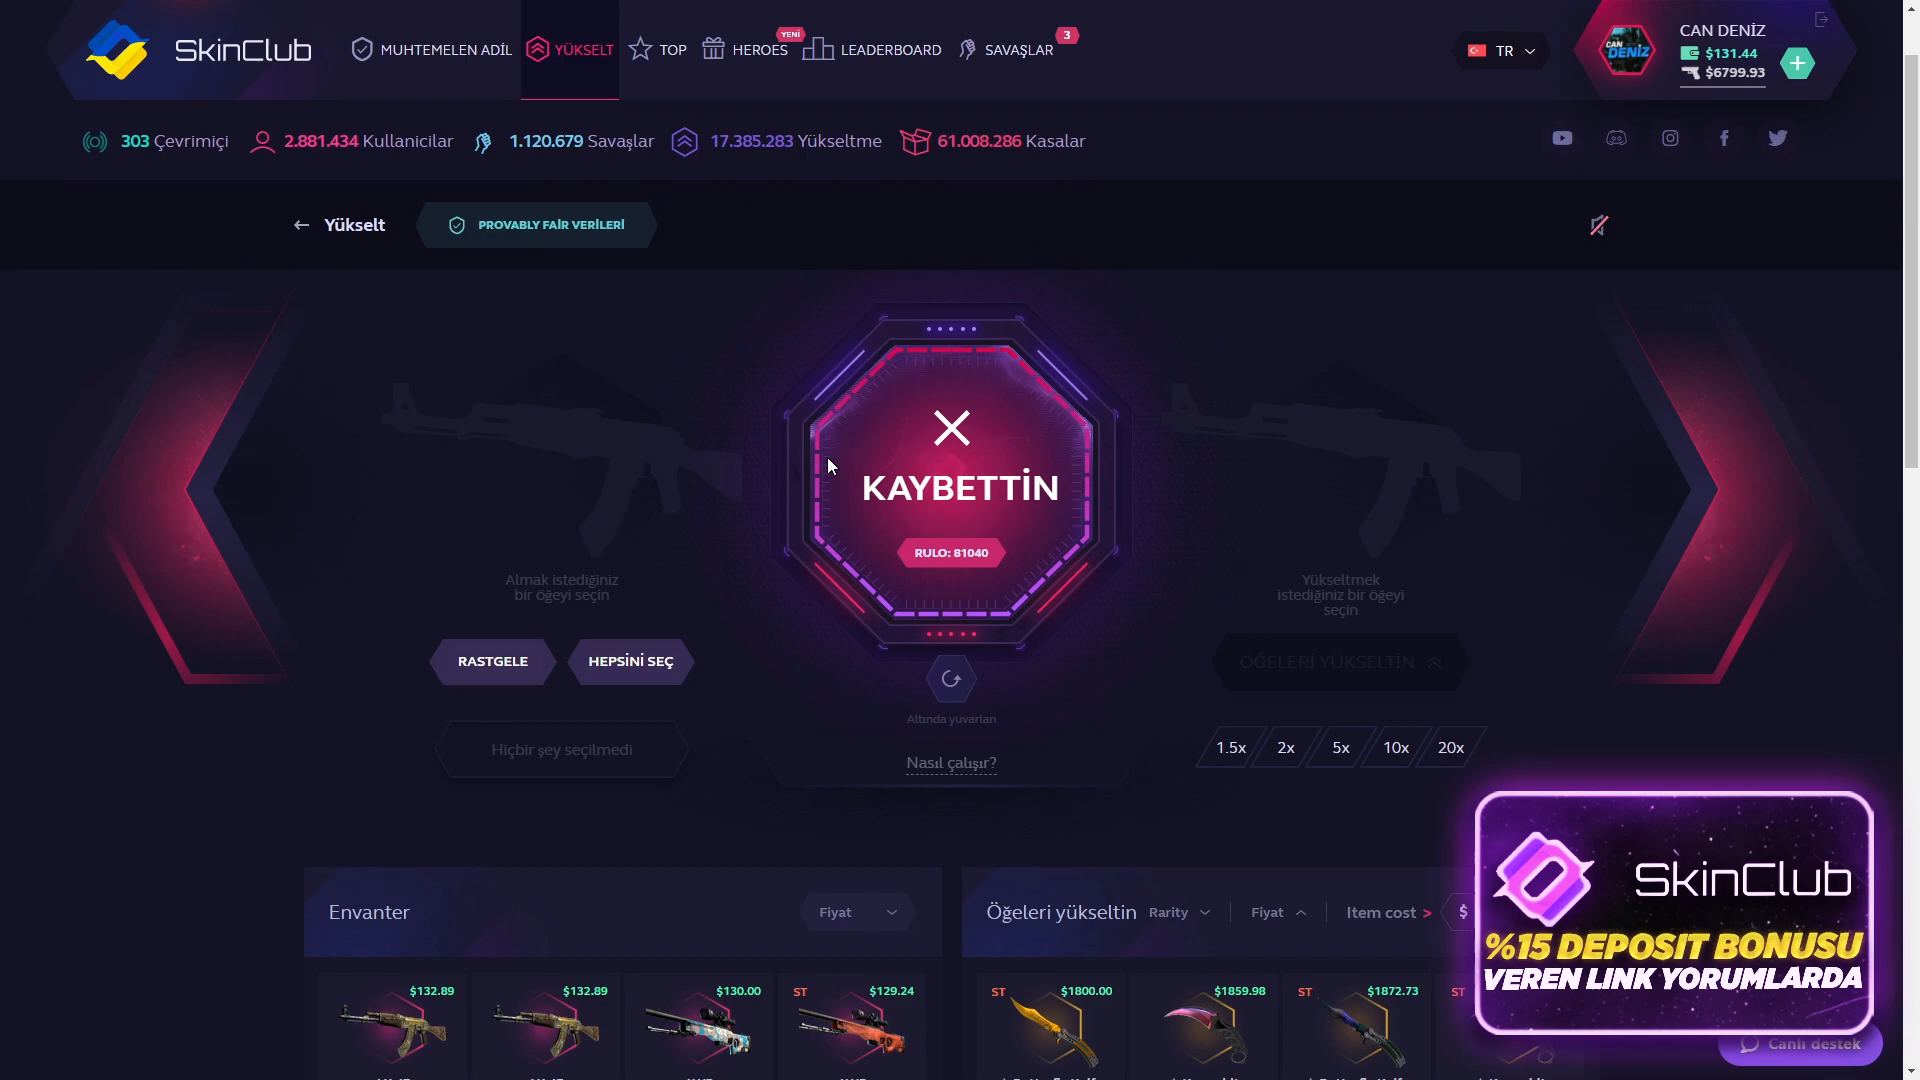 SkinClub
MUHTEMELEN ADİL
YÜKSELT
TOP
HEROES
YENİ
LEADERBOARD
SAVAŞLAR
3
TR
CAN DENİZ
CAN DENİZ
$131.44
$6799.93
303 Çevrimiçi
2.881.434 Kullanicilar
1.120.679 Savaşlar
17.385.283 Yükseltme
61.008.286 Kasalar
Yükselt
PROVABLY FAİR VERİLERİ
KAYBETTİN
RULO: 81040
Almak istediğiniz
bir öğeyi seçin
Yükseltmek
istediğiniz bir öğeyi
seçin
RASTGELE
HEPSİNİ SEÇ
ÖĞELERİ YÜKSELTİN
Altında yuvarlan
Hiçbir şey seçilmedi
Nasıl çalışır?
1.5x
2x
5x
10x
20x
Envanter
Fiyat
Öğeleri yükseltin
Rarity
Fiyat
Item cost >
$
$132.89
$132.89
$130.00
ST
$129.24
ST
$1800.00
$1859.98
ST
$1872.73
ST
SkinClub
%15 DEPOSIT BONUSU
VEREN LINK YORUMLARDA
Canlı destek